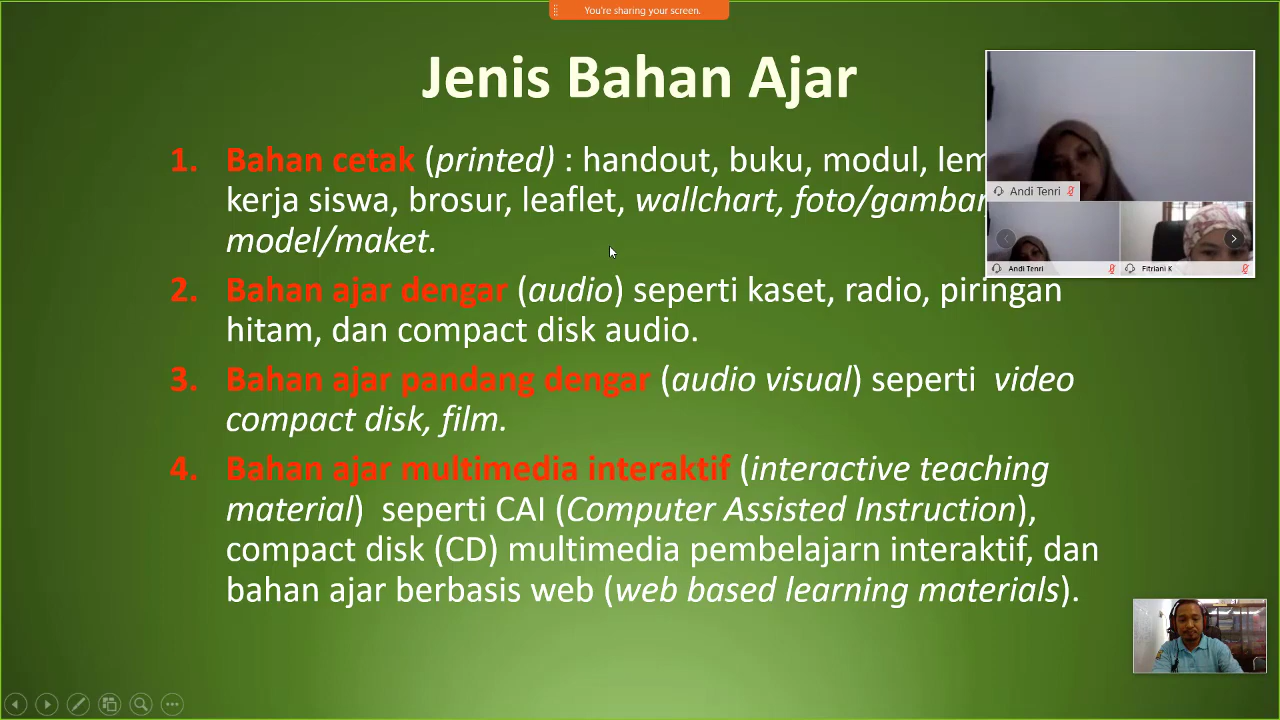 You're sharing your screen.
Jenis Bahan Ajar
1. Bahan cetak (printed) : handout, buku, modul,
kerja siswa, brosur, leaflet, wallchart, foto/gambar
model/maket.
2. Bahan ajar dengar (audio) seperti kaset, radio, piringan
hitam, dan compact disk audio.
3. Bahan ajar pandang dengar (audio visual) seperti video
compact disk, film.
4. Bahan ajar multimedia interaktif (interactive teaching
material) seperti CAI (Computer Assisted Instruction),
compact disk (CD) multimedia pembelajarn interaktif, dan
bahan ajar berbasis web (web based learning materials).
Andi Tenri
Andi Tenri
Fitriani K